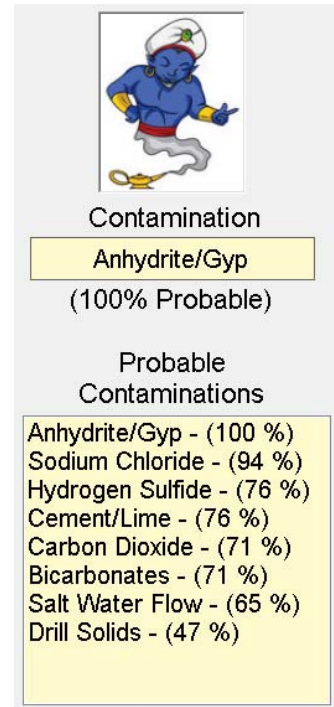 Contamination
Anhydrite/Gyp
(100% Probable)
Probable
Contaminations
Anhydrite/Gyp - (100 %)
Sodium Chloride - (94 %)
Hydrogen Sulfide - (76 %)
Cement/Lime - (76 %)
Carbon Dioxide - (71 %)
Bicarbonates - (71 %)
Salt Water Flow - (65 %)
Drill Solids - (47 %)